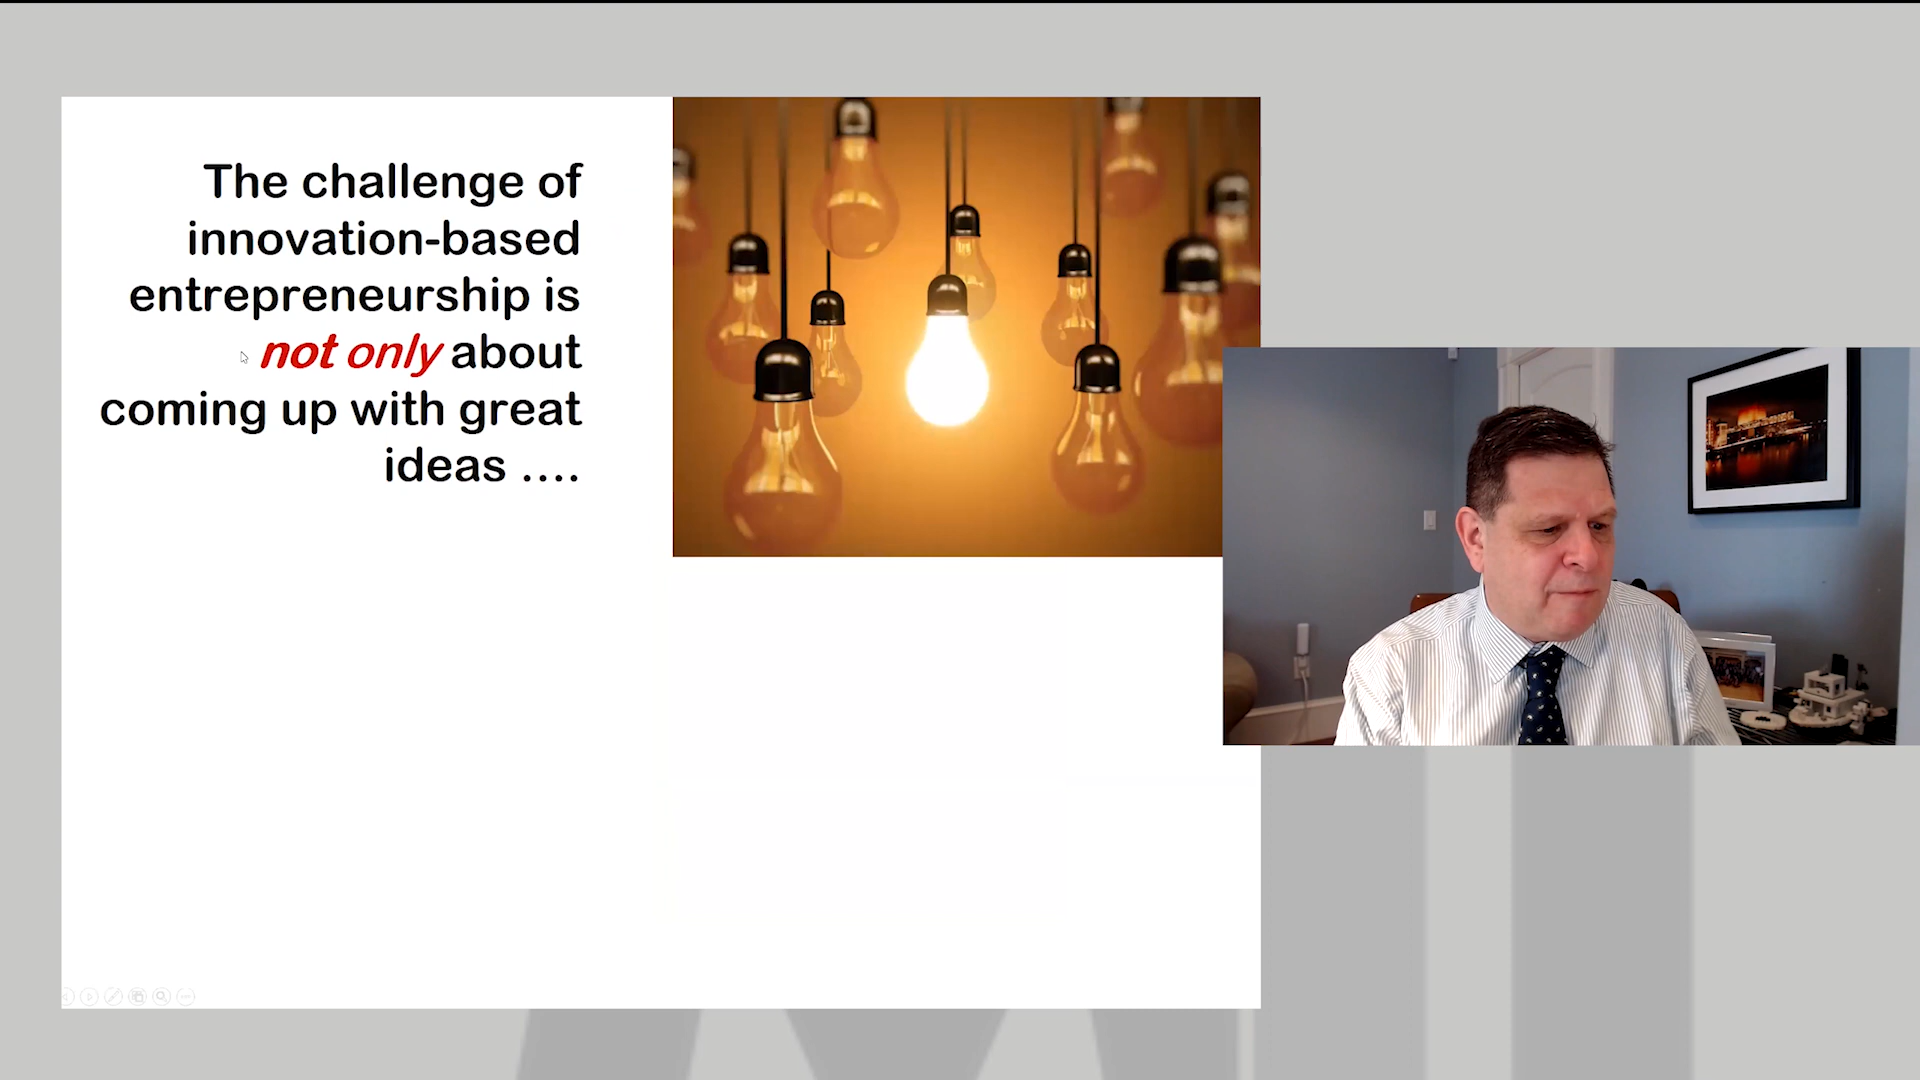 The challenge of
innovation-based
entrepreneurship is
not only about
coming up with great
ideas ....